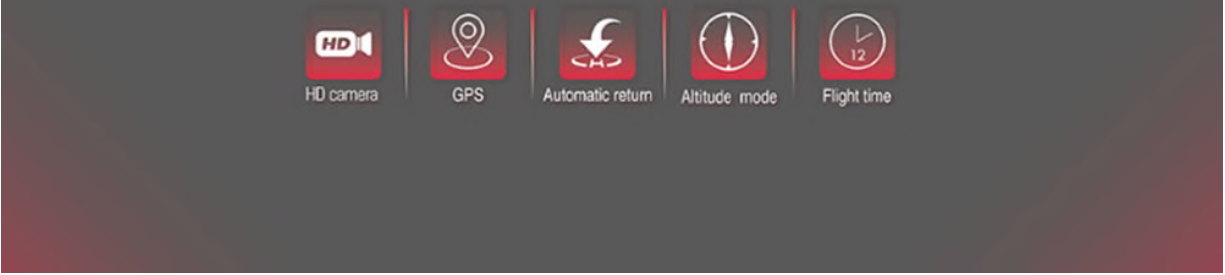 HD
12
HD camera
GPS
Automatic return
Altitude mode
Flight time